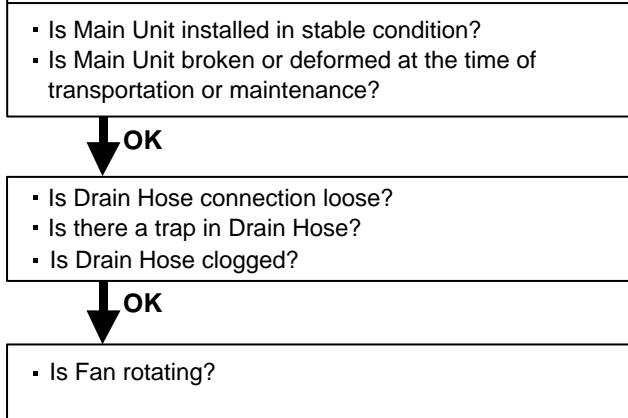 ▪ Is Main Unit installed in stable condition?
▪ Is Main Unit broken or deformed at the time of
transportation or maintenance?
OK
▪ Is Drain Hose connection loose?
▪ Is there a trap in Drain Hose?
▪ Is Drain Hose clogged?
OK
▪ Is Fan rotating?